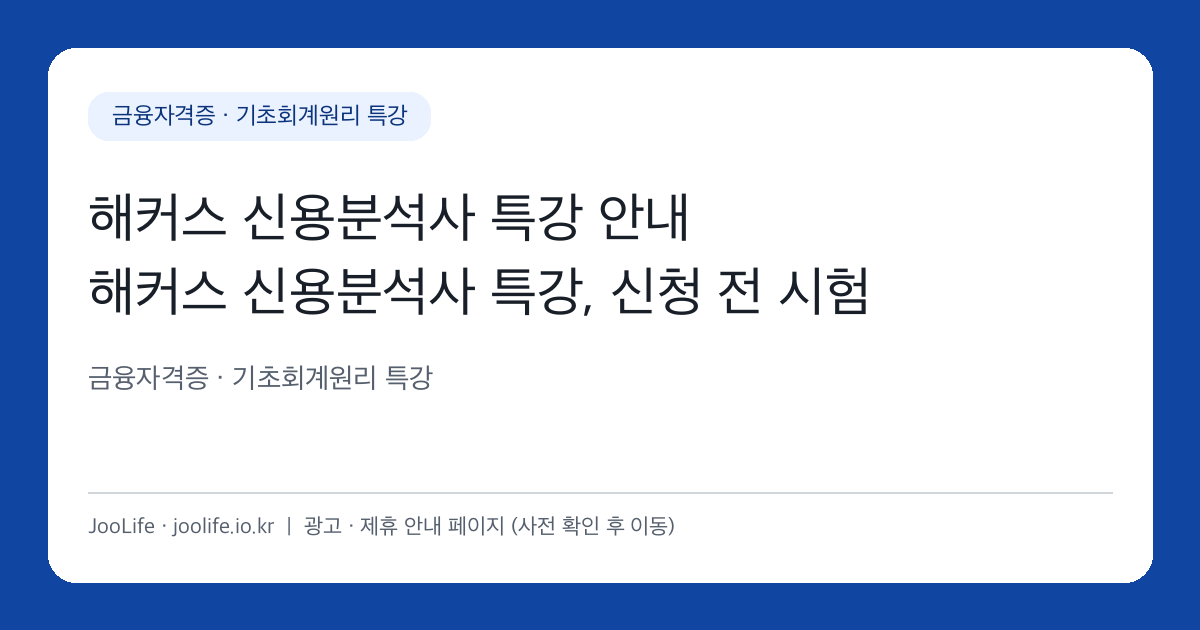 금융자격증 · 기초회계원리 특강
해커스 신용분석사 특강 안내
해커스 신용분석사 특강, 신청 전 시험
금융자격증 · 기초회계원리 특강
JooLife · joolife.io.kr | 광고 · 제휴 안내 페이지 (사전 확인 후 이동)